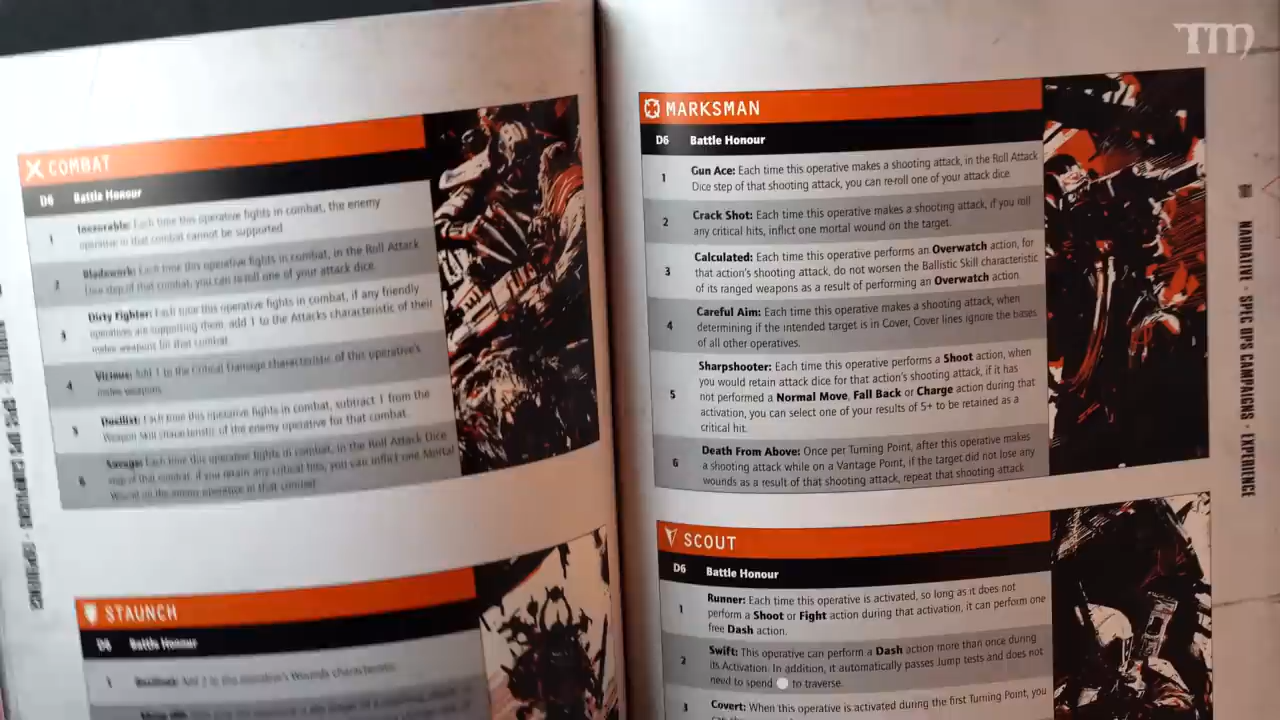 TM
COMBAT
D6 Battle Honour
1 Inexorable: Each time this operative fights in combat, the enemy
operative in that combat cannot be supported.
2 Bladework: Each time this operative fights in combat, in the Roll Attack
Dice step of that combat, you can re-roll one of your attack dice.
3 Dirty Fighter: Each time this operative fights in combat, if any friendly
operatives are supporting them, add 1 to the Attacks characteristic of their
melee weapons for that combat.
4 Vicious: Add 1 to the Critical Damage characteristic of this operative's
melee weapons.
5 Duellist: Each time this operative fights in combat, subtract 1 from the
Weapon Skill characteristic of the enemy operative for that combat.
6 Savage: Each time this operative fights in combat, in the Roll Attack Dice
step of that combat, if you retain any critical hits, you can inflict one Mortal
Wound on the enemy operative in that combat.
STAUNCH
D6 Battle Honour
1 Add 2 to the operative's Wounds characteristic.
MARKSMAN
D6 Battle Honour
1 Gun Ace: Each time this operative makes a shooting attack, in the Roll Attack
Dice step of that shooting attack, you can re-roll one of your attack dice.
2 Crack Shot: Each time this operative makes a shooting attack, if you roll
any critical hits, inflict one mortal wound on the target.
3 Calculated: Each time this operative performs an Overwatch action, for
that action's shooting attack, do not worsen the Ballistic Skill characteristic
of its ranged weapons as a result of performing an Overwatch action.
4 Careful Aim: Each time this operative makes a shooting attack, when
determining if the intended target is in Cover, Cover lines ignore the bases
of all other operatives.
5 Sharpshooter: Each time this operative performs a Shoot action, when
you would retain attack dice for that action's shooting attack, if it has
not performed a Normal Move, Fall Back or Charge action during that
activation, you can select one of your results of 5+ to be retained as a
critical hit.
6 Death From Above: Once per Turning Point, after this operative makes
a shooting attack while on a Vantage Point, if the target did not lose any
wounds as a result of that shooting attack, repeat that shooting attack
SCOUT
D6 Battle Honour
1 Runner: Each time this operative is activated, so long as it does not
perform a Shoot or Fight action during that activation, it can perform one
free Dash action.
2 Swift: This operative can perform a Dash action more than once during
its Activation. In addition, it automatically passes Jump tests and does not
need to spend to traverse.
3 Covert: When this operative is activated during the first Turning Point, you
NARRATIVE - SPEC OPS CAMPAIGNS - EXPERIENCE